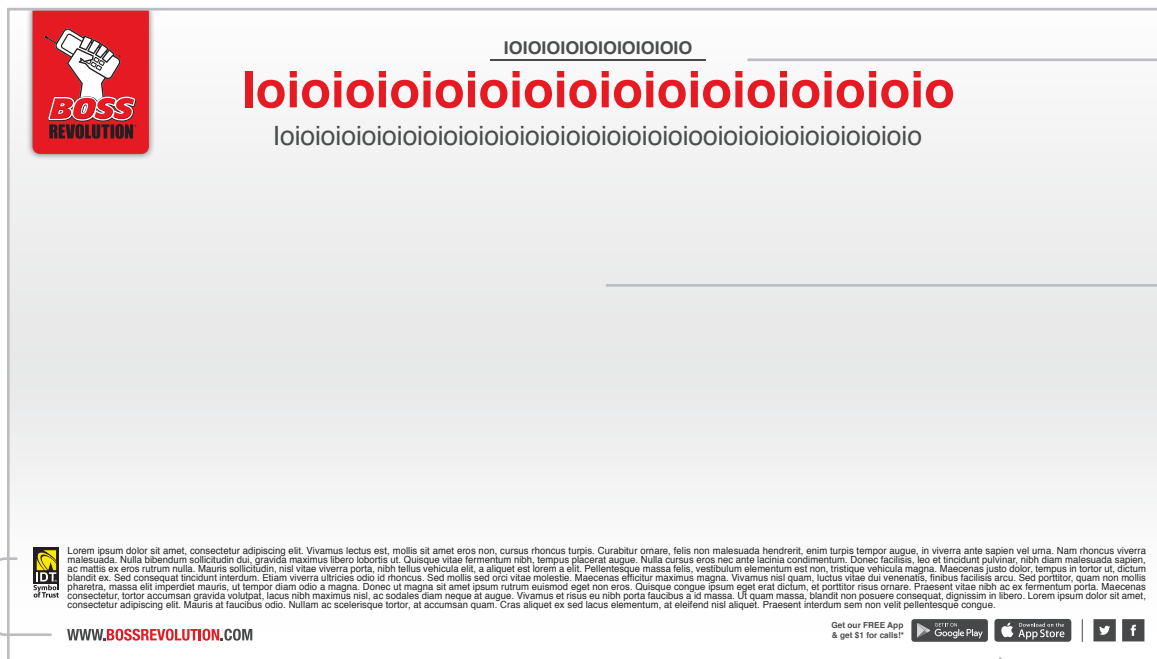 BOSS
REVOLUTION
IOIOIOIOIOIOIOIOIOIO
Ioioioioioioioioioioioioioioioioio
Ioioioioioioioioioioioioioioioioioioioiooioioioioioioioioioio
Lorem ipsum dolor sit amet, consectetur adipiscing elit. Vivamus lectus est, mollis sit amet eros non, cursus rhoncus turpis. Curabitur ornare, felis non malesuada hendrerit, enim turpis tempor augue, in viverra ante sapien vel urna. Nam rhoncus viverra
malesuada. Nulla bibendum sollicitudin dui, gravida maximus libero lobortis ut. Quisque vitae fermentum nibh, tempus placerat augue. Nulla cursus eros nec ante lacinia condimentum. Donec facilisis, leo et tincidunt pulvinar, nibh diam malesuada sapien,
ac mattis ex eros rutrum nulla. Mauris sollicitudin, nisl vitae viverra porta, nibh tellus vehicula elit, a aliquet est lorem a elit. Pellentesque massa felis, vestibulum elementum est non, tristique vehicula magna. Maecenas justo dolor, tempus in tortor ut, dictum
blandit ex. Sed consequat tincidunt interdum. Etiam viverra ultricies odio id rhoncus. Sed mollis sed orci vitae molestie. Maecenas efficitur maximus magna. Vivamus nisl quam, luctus vitae dui venenatis, finibus facilisis arcu. Sed porttitor, quam non mollis
pharetra, massa elit imperdiet mauris, ut tempor diam odio a magna. Donec ut magna sit amet ipsum rutrum euismod eget non eros. Quisque congue ipsum eget erat dictum, et porttitor risus ornare. Praesent vitae nibh ac ex fermentum porta. Maecenas
consectetur, tortor accumsan gravida volutpat, lacus nibh maximus nisl, ac sodales diam neque at augue. Vivamus et risus eu nibh porta faucibus a id massa. Ut quam massa, blandit non posuere consequat, dignissim in libero. Lorem ipsum dolor sit amet,
consectetur adipiscing elit. Mauris at faucibus odio. Nullam ac scelerisque tortor, at accumsan quam. Cras aliquet ex sed lacus elementum, at eleifend nisl aliquet. Praesent interdum sem non velit pellentesque congue.
IDT
Symbol
of Trust
WWW.BOSSREVOLUTION.COM
Get our FREE App
& get $1 for calls!*
GET IT ON
Google Play
Download on the
App Store